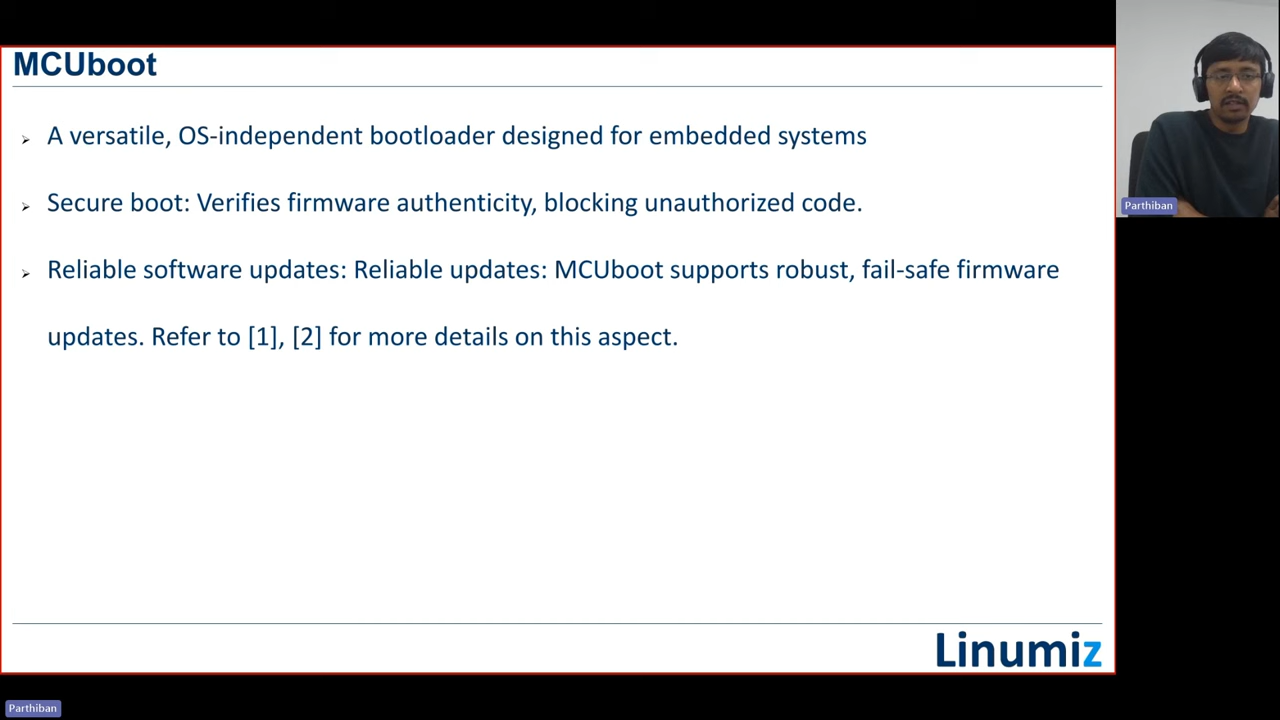 MCUboot
A versatile, OS-independent bootloader designed for embedded systems
Secure boot: Verifies firmware authenticity, blocking unauthorized code.
Reliable software updates: Reliable updates: MCUboot supports robust, fail-safe firmware
updates. Refer to [1], [2] for more details on this aspect.
Linumiz
Parthiban
Parthiban